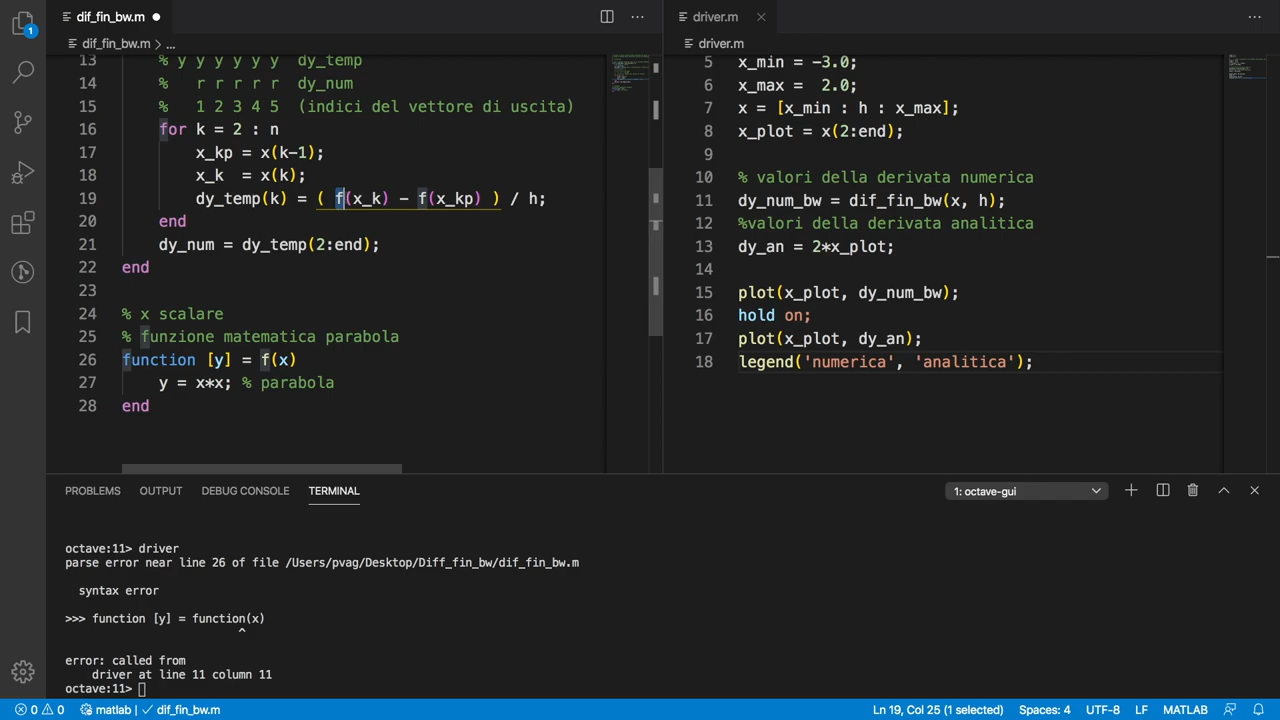 dif_fin_bw.m
driver.m
dif_fin_bw.m > ...
driver.m
1
13 % y y y y y y dy_temp
14 % r r r r r dy_num
15 % 1 2 3 4 5 (indici del vettore di uscita)
16 for k = 2 : n
17 x_kp = x(k-1);
18 x_k = x(k);
19 dy_temp(k) = ( f(x_k) - f(x_kp) ) / h;
20 end
21 dy_num = dy_temp(2:end);
22 end
23
24 % x scalare
25 % funzione matematica parabola
26 function [y] = f(x)
27 y = x*x; % parabola
28 end
5 x_min = -3.0;
6 x_max = 2.0;
7 x = [x_min : h : x_max];
8 x_plot = x(2:end);
9
10 % valori della derivata numerica
11 dy_num_bw = dif_fin_bw(x, h);
12 %valori della derivata analitica
13 dy_an = 2*x_plot;
14
15 plot(x_plot, dy_num_bw);
16 hold on;
17 plot(x_plot, dy_an);
18 legend('numerica', 'analitica');
PROBLEMS OUTPUT DEBUG CONSOLE TERMINAL 1: octave-gui
octave:11> driver
parse error near line 26 of file /Users/pvag/Desktop/Diff_fin_bw/dif_fin_bw.m
syntax error
>>> function [y] = function(x)
^
error: called from
driver at line 11 column 11
octave:11>
0 0 matlab | ✓ dif_fin_bw.m Ln 19, Col 25 (1 selected) Spaces: 4 UTF-8 LF MATLAB